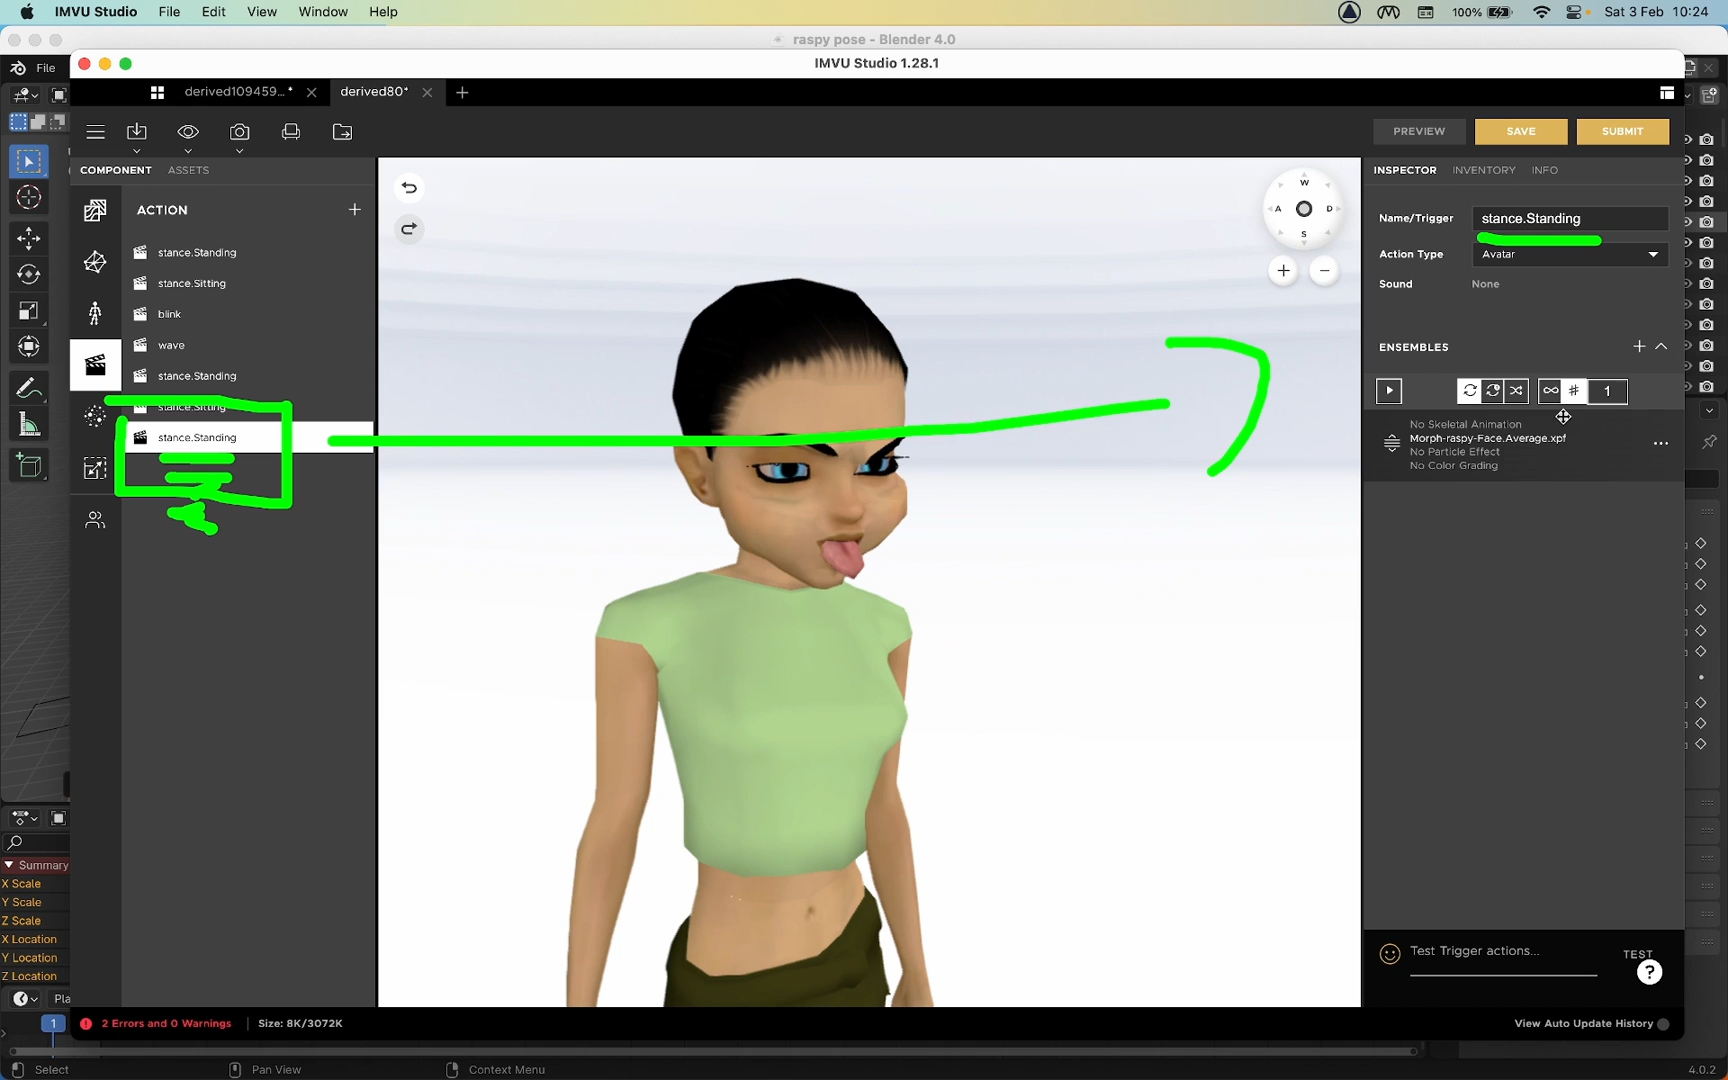 IMVU Studio File Edit View Window Help 100% Sat 3 Feb 10:24
raspy pose - Blender 4.0
File
IMVU Studio 1.28.1
derived109459... * derived80*
PREVIEW SAVE SUBMIT
COMPONENT ASSETS
INSPECTOR INVENTORY INFO
ACTION
W
A D
S
Name/Trigger stance.Standing
Action Type Avatar
Sound None
stance.Standing
stance.Sitting
blink
wave
stance.Standing
stance.Sitting
stance.Standing
ENSEMBLES
1
No Skeletal Animation
Morph-raspy-Face.Average.xpf
No Particle Effect
No Color Grading
Summary
X Scale
Y Scale
Z Scale
X Location
Y Location
Z Location
Pla
1
Test Trigger actions...
TEST
?
2 Errors and 0 Warnings Size: 8K/3072K
View Auto Update History
Select Pan View Context Menu 4.0.2